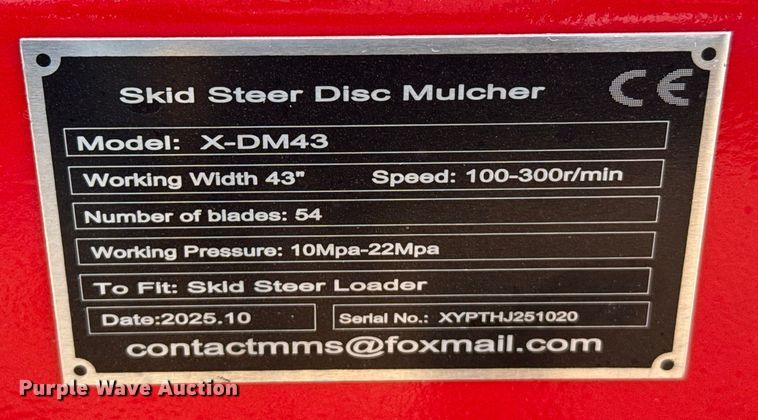 Skid Steer Disc Mulcher CE
Model: X-DM43
Working Width 43" Speed: 100-300r/min
Number of blades: 54
Working Pressure: 10Mpa-22Mpa
To Fit: Skid Steer Loader
Date:2025.10 Serial No.: XYPTHJ251020
contactmms@foxmail.com
Purple Wave Auction